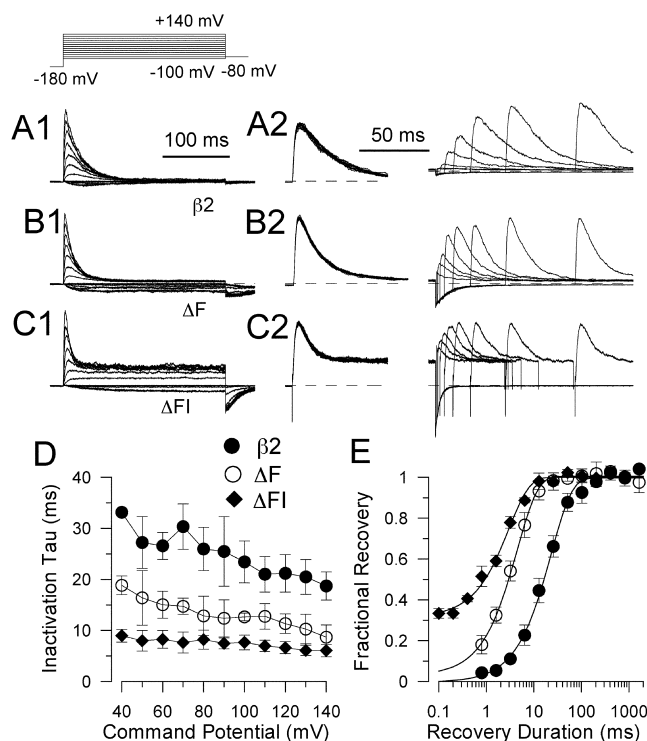 +140 mV
-180 mV
-100 mV
-80 mV
A1
100 ms
A2
50 ms
β2
B1
B2
ΔF
C1
C2
ΔFI
D
β2
ΔF
ΔFI
E
40
30
20
10
0
Inactivation Tau (ms)
40 60 80 100 120 140
Command Potential (mV)
1
0.8
0.6
0.4
0.2
0
Fractional Recovery
0.1 1 10 100 1000
Recovery Duration (ms)